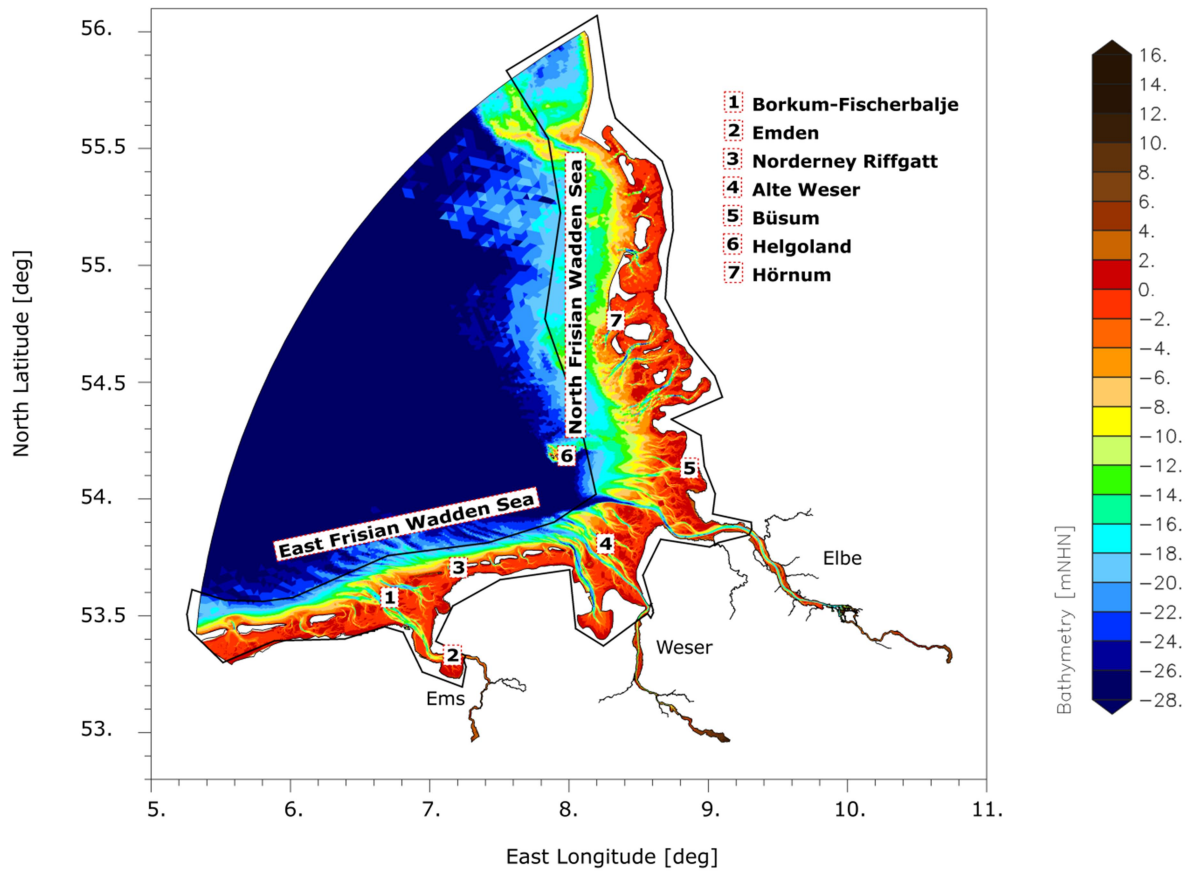 56.
55.5
55.
54.5
54.
53.5
53.
North Latitude [deg]
5.
6.
7.
8.
9.
10.
11.
East Longitude [deg]
1 Borkum-Fischerbalje
2 Emden
3 Norderney Riffgatt
4 Alte Weser
5 Büsum
6 Helgoland
7 Hörnum
North Frisian Wadden Sea
East Frisian Wadden Sea
7
6
5
4
3
1
2
Elbe
Weser
Ems
16.
14.
12.
10.
8.
6.
4.
2.
0.
−2.
−4.
−6.
−8.
−10.
−12.
−14.
−16.
−18.
−20.
−22.
−24.
−26.
−28.
Bathymetry [mNHN]